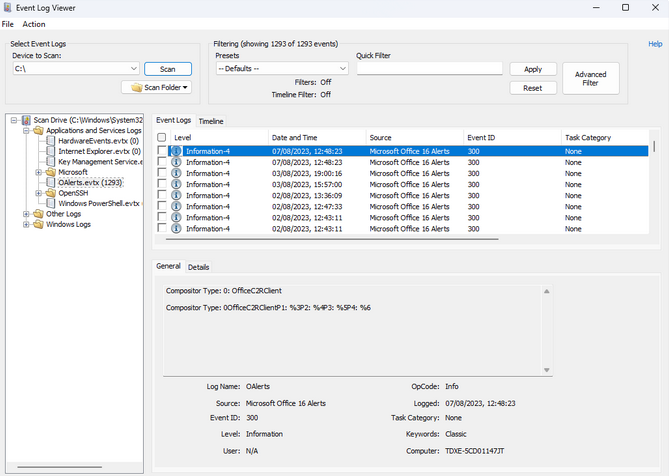 Event Log Viewer
File Action
Select Event Logs
Device to Scan:
C:\
Scan
Scan Folder
Filtering (showing 1293 of 1293 events)
Presets
-- Defaults --
Quick Filter
Filters: Off
Timeline Filter: Off
Apply
Reset
Advanced Filter
Help
Scan Drive (C:\Windows\System32
Applications and Services Logs
HardwareEvents.evtx (0)
Internet Explorer.evtx (0)
Key Management Service.e
Microsoft
OAlerts.evtx (1293)
OpenSSH
Windows PowerShell.evtx (
Other Logs
Windows Logs
Event Logs Timeline
Level Date and Time Source Event ID Task Category
Information-4 07/08/2023, 12:48:23 Microsoft Office 16 Alerts 300 None
Information-4 07/08/2023, 12:48:23 Microsoft Office 16 Alerts 300 None
Information-4 03/08/2023, 19:00:16 Microsoft Office 16 Alerts 300 None
Information-4 03/08/2023, 15:57:00 Microsoft Office 16 Alerts 300 None
Information-4 02/08/2023, 13:36:09 Microsoft Office 16 Alerts 300 None
Information-4 02/08/2023, 12:47:33 Microsoft Office 16 Alerts 300 None
Information-4 02/08/2023, 12:43:11 Microsoft Office 16 Alerts 300 None
Information-4 02/08/2023, 12:43:11 Microsoft Office 16 Alerts 300 None
General Details
Compositor Type: 0: OfficeC2RClient
Compositor Type: 0OfficeC2RClientP1: %3P2: %4P3: %5P4: %6
Log Name: OAlerts OpCode: Info
Source: Microsoft Office 16 Alerts Logged: 07/08/2023, 12:48:23
Event ID: 300 Task Category: None
Level: Information Keywords: Classic
User: N/A Computer: TDXE-5CD01147JT